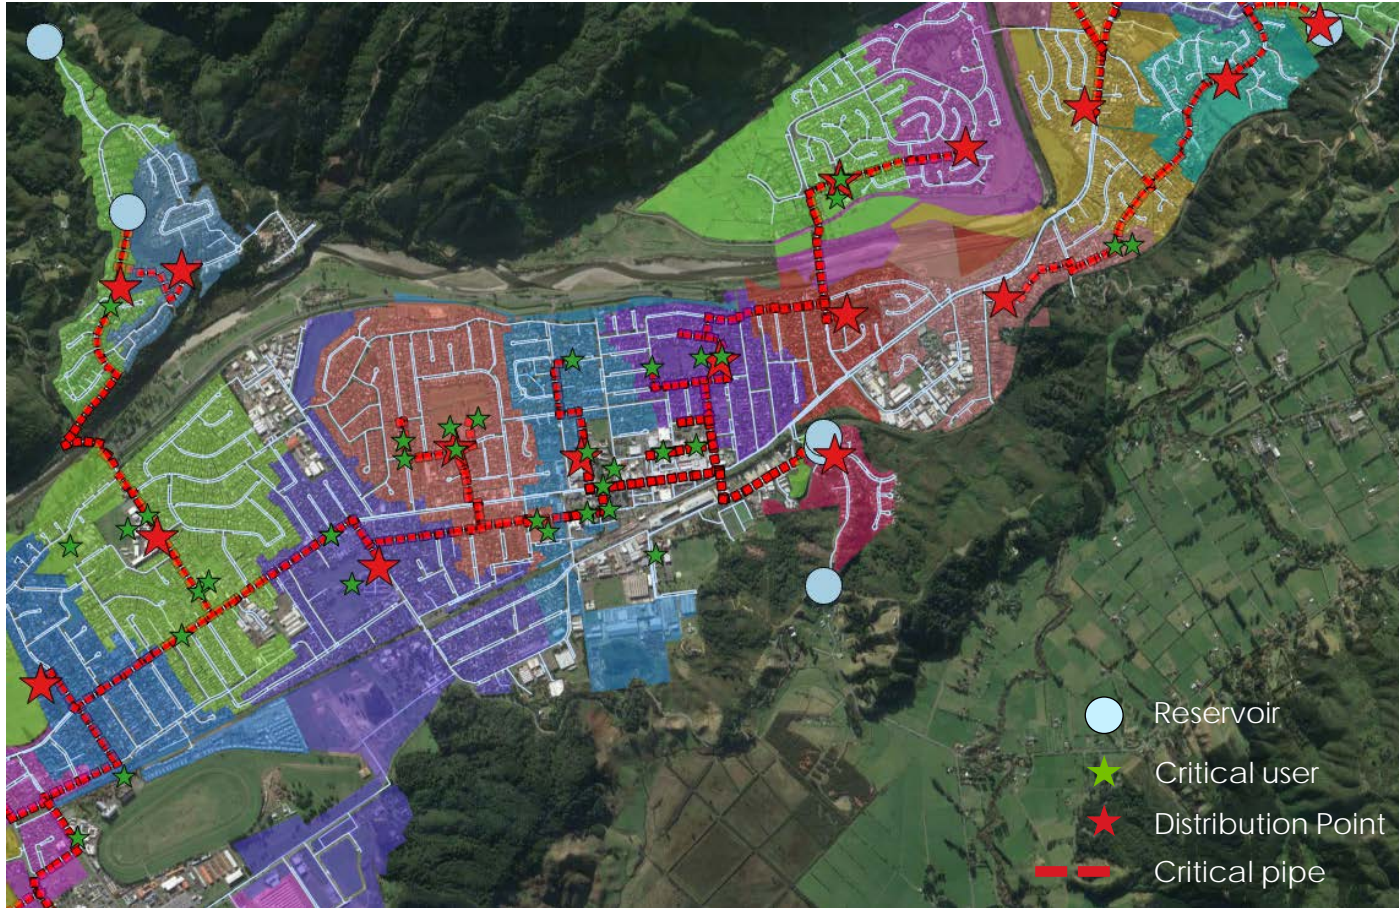 Reservoir
Critical user
Distribution Point
Critical pipe